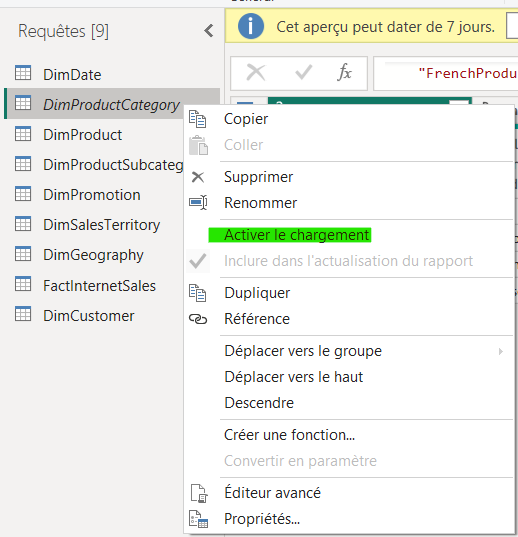 Requêtes [9]
Cet aperçu peut dater de 7 jours.
fx
"FrenchProdu
DimDate
DimProductCategory
DimProduct
DimProductSubcateg
DimPromotion
DimSalesTerritory
DimGeography
FactInternetSales
DimCustomer
Copier
Coller
Supprimer
Renommer
Activer le chargement
Inclure dans l'actualisation du rapport
Dupliquer
Référence
Déplacer vers le groupe
Déplacer vers le haut
Descendre
Créer une fonction...
Convertir en paramètre
Éditeur avancé
Propriétés...